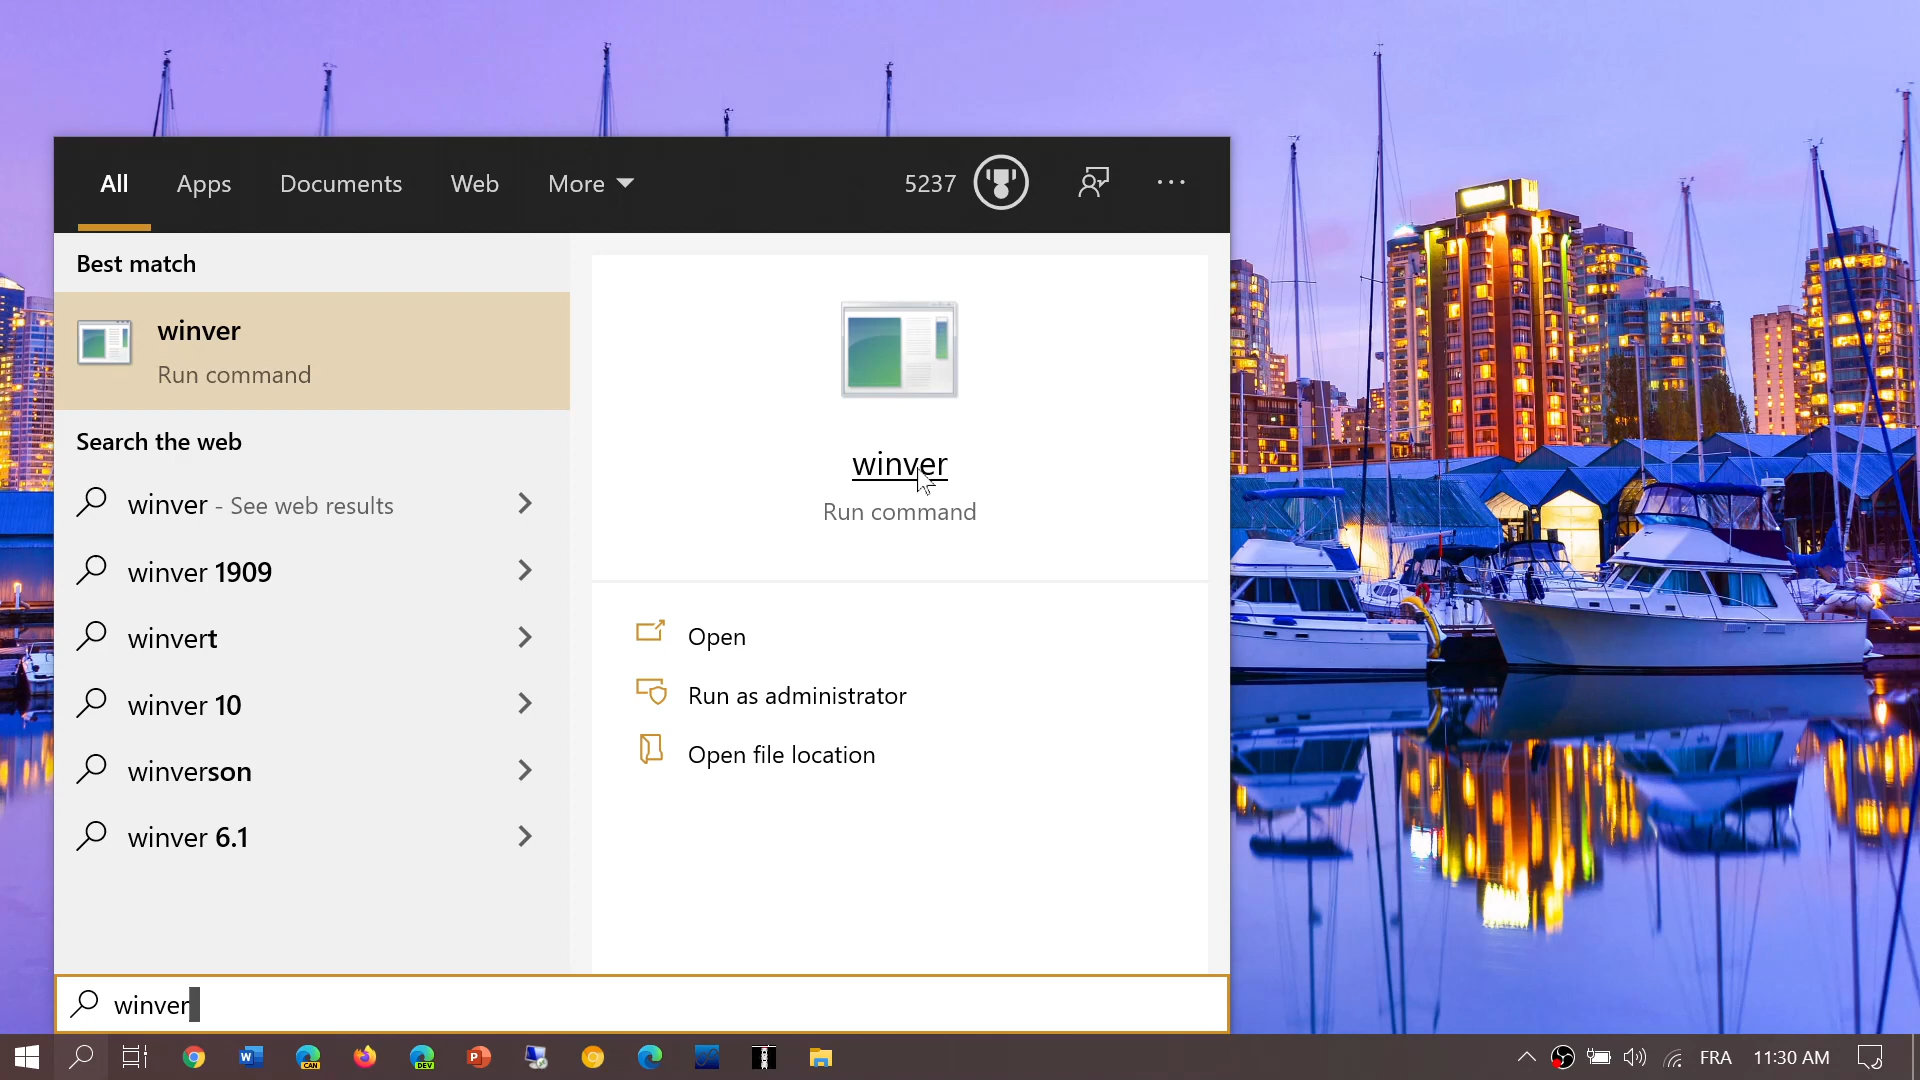 All Apps Documents Web More 5237
Best match
winver
Run command
Search the web
winver - See web results
winver 1909
winvert
winver 10
winverson
winver 6.1
winver
Run command
Open
Run as administrator
Open file location
winver
CAN DEV FRA 11:30 AM